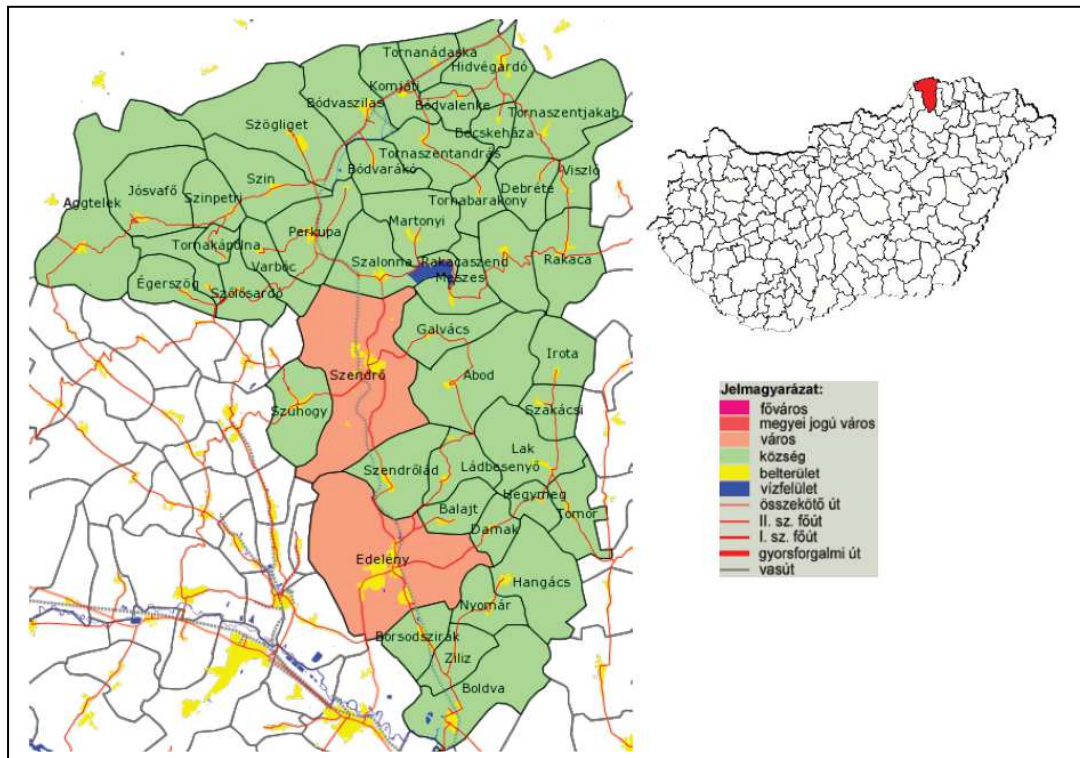 Tornanádaska
Hidvégardó
Komjáti
Bódvaszilas
Bódvalenke
Tornaszentjakab
Szögliget
Becskeháza
Tornaszentandrás
Bódvarákó
Viszló
Jósvafő
Szin
Debréte
Aggtelek
Szinpetri
Tornabarakony
Martonyi
Perkupa
Tornakápolna
Varbóc
Szalonna
Rakacaszend
Rakaca
Meszes
Égerszög
Szőlősardó
Galvács
Irota
Szendrő
Abod
Szuhogy
Szakácsi
Lak
Szendrőlád
Ládbesenyő
Hegymeg
Tomor
Balajt
Damak
Edelény
Hangács
Nyomár
Borsodszirák
Ziliz
Boldva
Jelmagyarázat:
főváros
megyei jogú város
város
község
belterület
vízfelület
összekötő út
II. sz. főút
I. sz. főút
gyorsforgalmi út
vasút